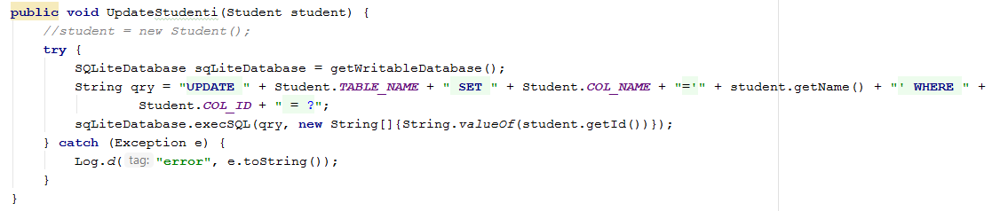 public void UpdateStudenti(Student student) {
//student = new Student();
try {
SQLiteDatabase sqLiteDatabase = getWritableDatabase();
String qry = "UPDATE " + Student.TABLE_NAME + " SET " + Student.COL_NAME + "='" + student.getName() + "' WHERE " +
Student.COL_ID + " = ?";
sqLiteDatabase.execSQL(qry, new String[]{String.valueOf(student.getId())});
} catch (Exception e) {
Log.d( tag: "error", e.toString());
}
}